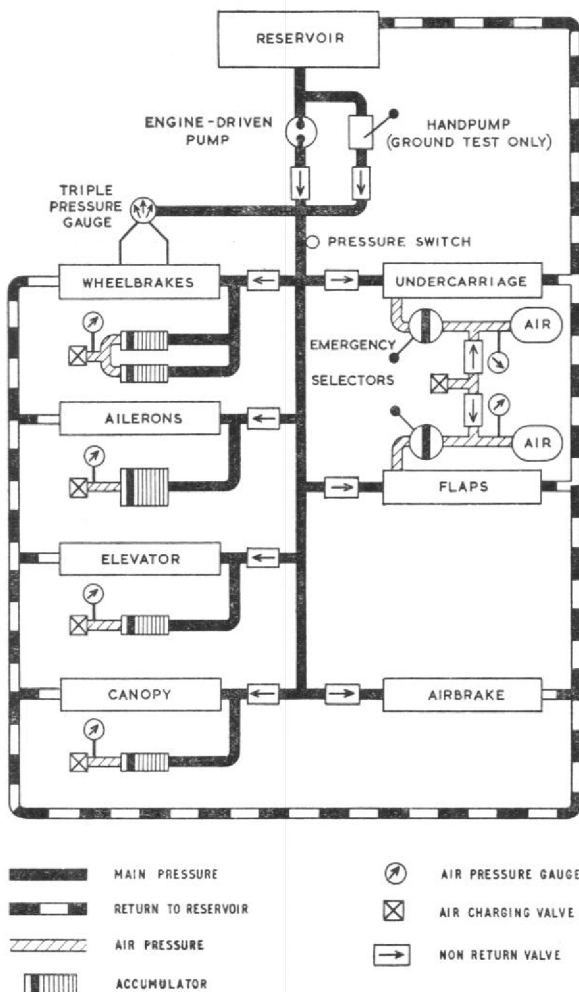 RESERVOIR
ENGINE-DRIVEN
PUMP
HANDPUMP
(GROUND TEST ONLY)
TRIPLE
PRESSURE
GAUGE
PRESSURE SWITCH
WHEELBRAKES
UNDERCARRIAGE
AIR
EMERGENCY
SELECTORS
AILERONS
AIR
FLAPS
ELEVATOR
CANOPY
AIRBRAKE
MAIN PRESSURE
RETURN TO RESERVOIR
AIR PRESSURE
ACCUMULATOR
AIR PRESSURE GAUGE
AIR CHARGING VALVE
NON RETURN VALVE